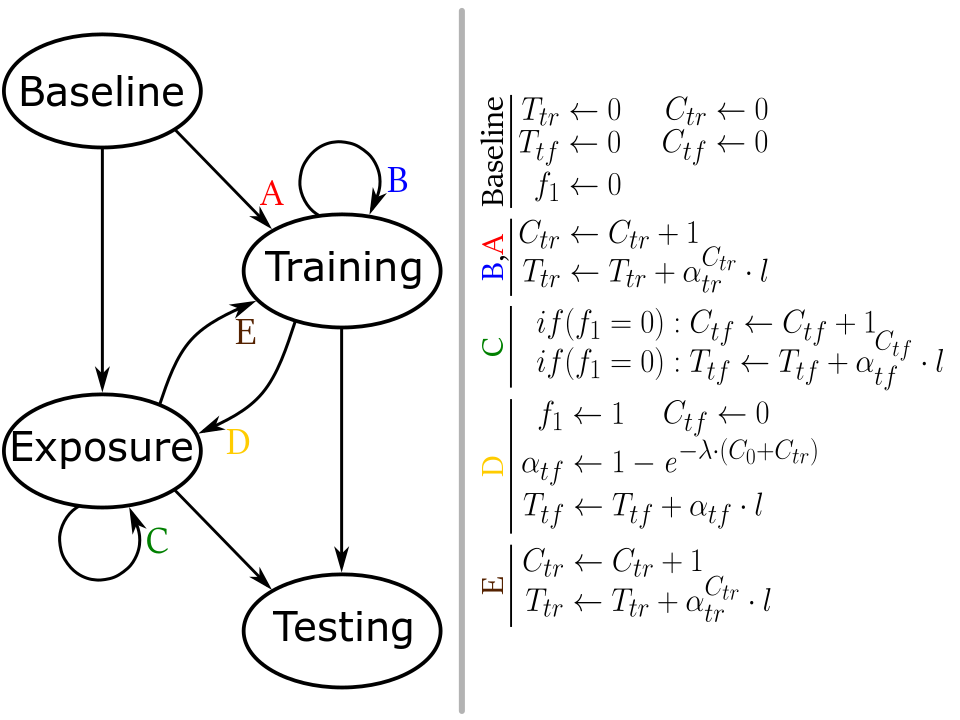 Baseline
A
B
Training
E
D
Exposure
C
Testing
Baseline
T_{tr} ← 0 C_{tr} ← 0
T_{tf} ← 0 C_{tf} ← 0
f_1 ← 0
B,A
C_{tr} ← C_{tr} + 1
T_{tr} ← T_{tr} + α_{tr}^{C_{tr}} · l
C
if(f_1 = 0) : C_{tf} ← C_{tf} + 1
if(f_1 = 0) : T_{tf} ← T_{tf} + α_{tf}^{C_{tf}} · l
D
f_1 ← 1 C_{tf} ← 0
α_{tf} ← 1 − e^{−λ·(C_0+C_{tr})}
T_{tf} ← T_{tf} + α_{tf} · l
E
C_{tr} ← C_{tr} + 1
T_{tr} ← T_{tr} + α_{tr}^{C_{tr}} · l